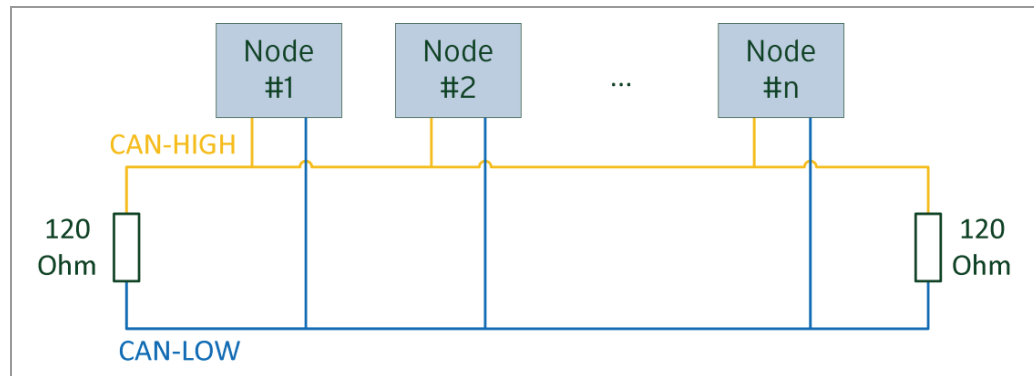 Node
#1
Node
#2
...
Node
#n
CAN-HIGH
120
Ohm
120
Ohm
CAN-LOW